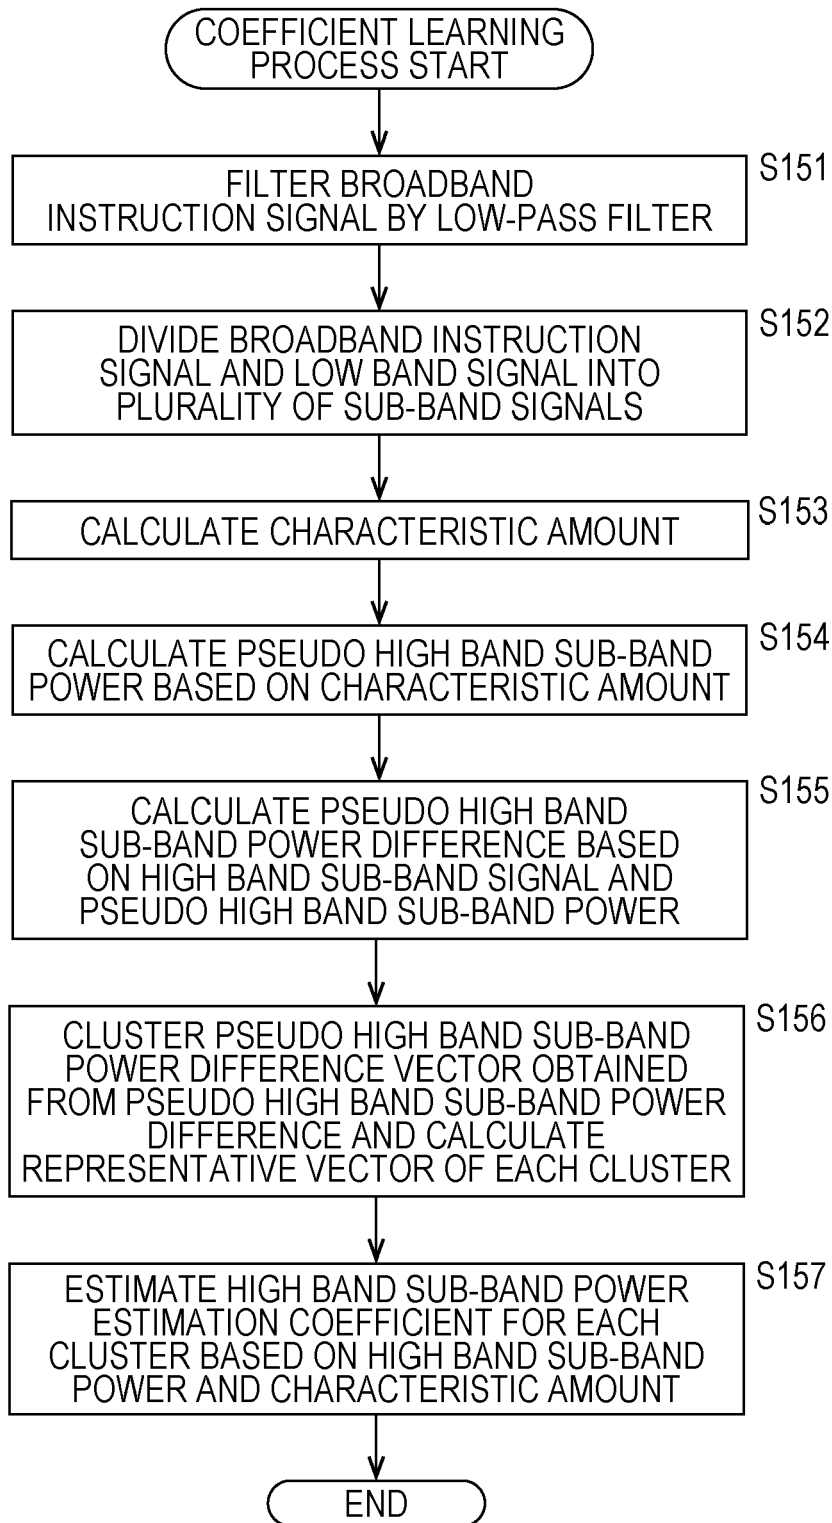 COEFFICIENT LEARNING
PROCESS START
S151
FILTER BROADBAND
INSTRUCTION SIGNAL BY LOW-PASS FILTER
S152
DIVIDE BROADBAND INSTRUCTION
SIGNAL AND LOW BAND SIGNAL INTO
PLURALITY OF SUB-BAND SIGNALS
S153
CALCULATE CHARACTERISTIC AMOUNT
S154
CALCULATE PSEUDO HIGH BAND SUB-BAND
POWER BASED ON CHARACTERISTIC AMOUNT
S155
CALCULATE PSEUDO HIGH BAND
SUB-BAND POWER DIFFERENCE BASED
ON HIGH BAND SUB-BAND SIGNAL AND
PSEUDO HIGH BAND SUB-BAND POWER
S156
CLUSTER PSEUDO HIGH BAND SUB-BAND
POWER DIFFERENCE VECTOR OBTAINED
FROM PSEUDO HIGH BAND SUB-BAND POWER
DIFFERENCE AND CALCULATE
REPRESENTATIVE VECTOR OF EACH CLUSTER
S157
ESTIMATE HIGH BAND SUB-BAND POWER
ESTIMATION COEFFICIENT FOR EACH
CLUSTER BASED ON HIGH BAND SUB-BAND
POWER AND CHARACTERISTIC AMOUNT
END